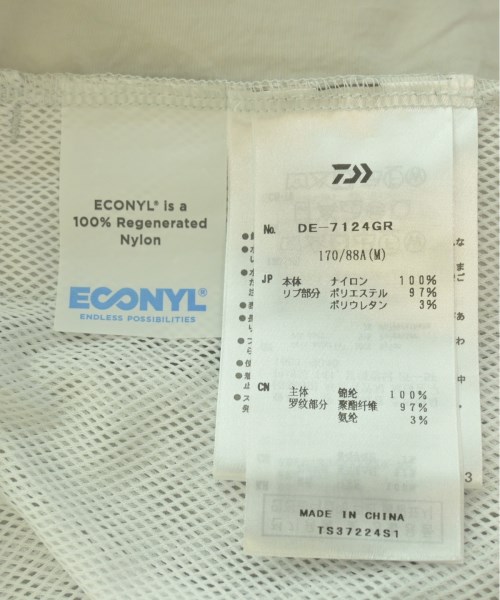 ECONYL® is a
100% Regenerated
Nylon
ECONYL®
ENDLESS POSSIBILITIES
No. DE-7124GR
170/88A(M)
JP 本体 ナイロン 100%
リブ部分 ポリエステル 97%
ポリウレタン 3%
CN 主体 锦纶 100%
罗纹部分 聚酯纤维 97%
氨纶 3%
MADE IN CHINA
TS37224S1
3